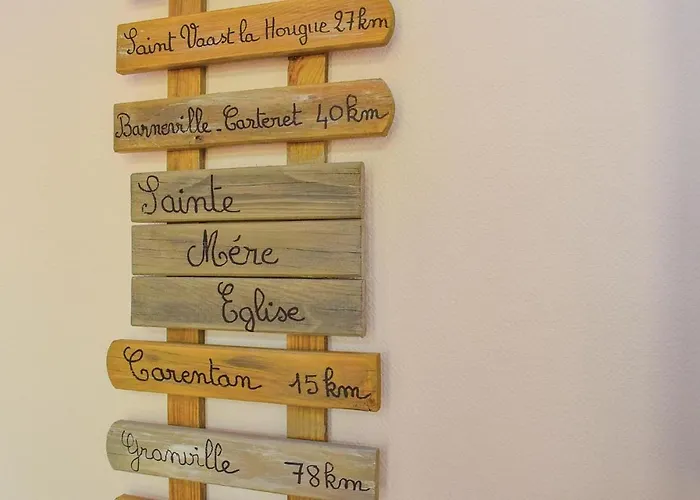 Saint Vaast la Hougue 27km
Barneville-Carteret 40km
Sainte
Mére
Eglise
Carentan 15km
Granville 78km